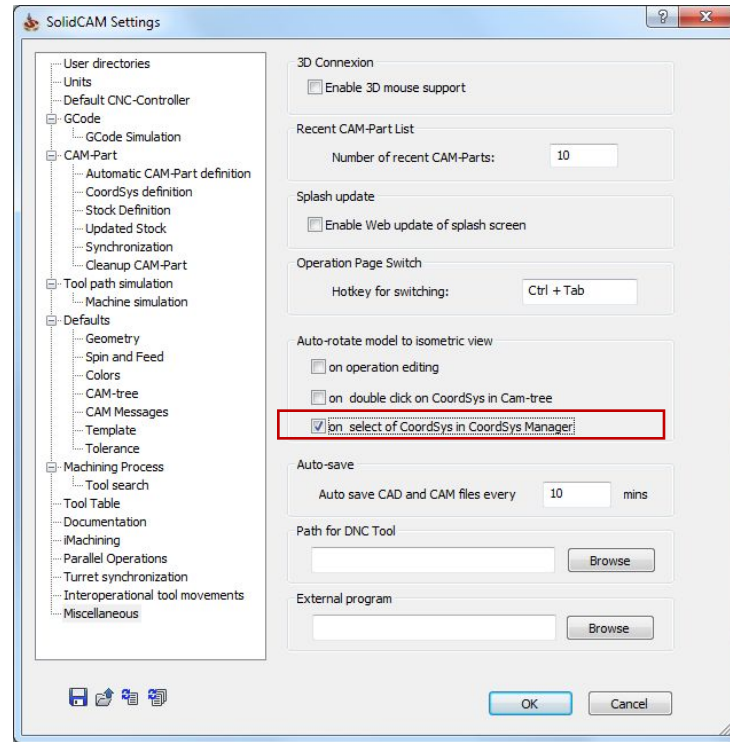 SolidCAM Settings
User directories
Units
Default CNC-Controller
GCode
GCode Simulation
CAM-Part
Automatic CAM-Part definition
CoordSys definition
Stock Definition
Updated Stock
Synchronization
Cleanup CAM-Part
Tool path simulation
Machine simulation
Defaults
Geometry
Spin and Feed
Colors
CAM-tree
CAM Messages
Template
Tolerance
Machining Process
Tool search
Tool Table
Documentation
iMachining
Parallel Operations
Turret synchronization
Interoperational tool movements
Miscellaneous
3D Connexion
Enable 3D mouse support
Recent CAM-Part List
Number of recent CAM-Parts: 10
Splash update
Enable Web update of splash screen
Operation Page Switch
Hotkey for switching: Ctrl + Tab
Auto-rotate model to isometric view
on operation editing
on double click on CoordSys in Cam-tree
on select of CoordSys in CoordSys Manager
Auto-save
Auto save CAD and CAM files every 10 mins
Path for DNC Tool
Browse
External program
Browse
OK Cancel